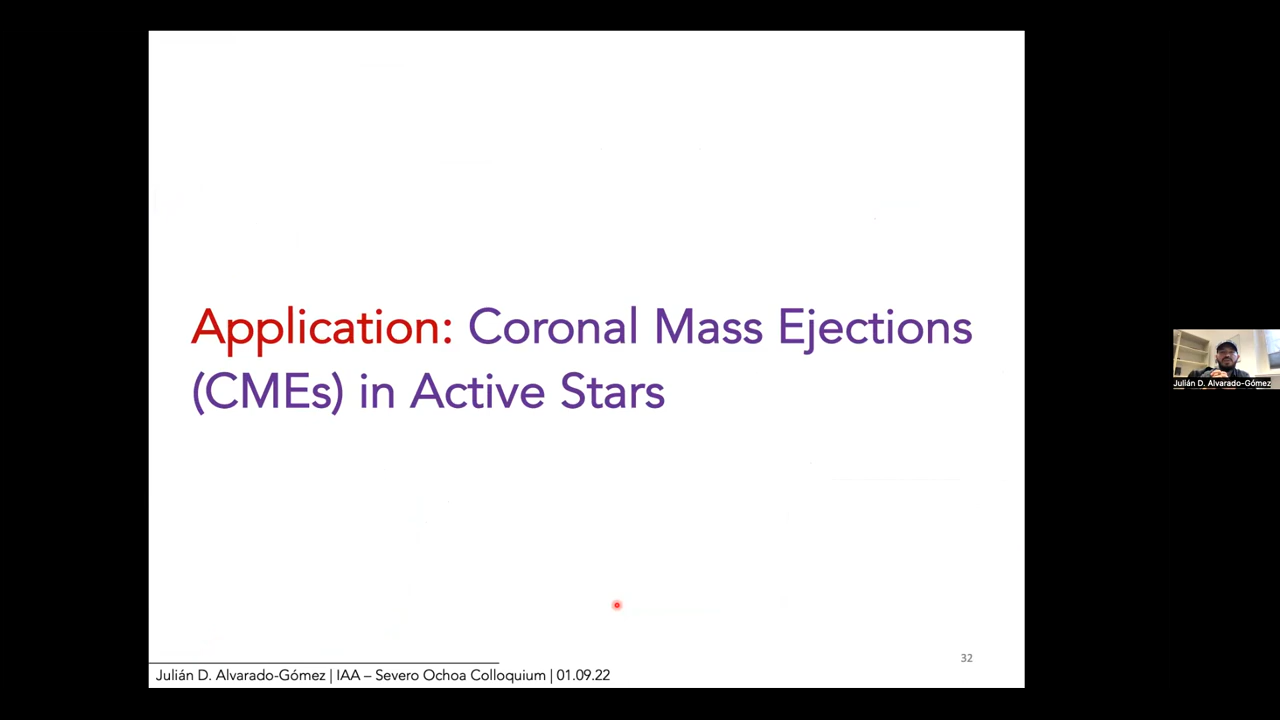 Application: Coronal Mass Ejections
(CMEs) in Active Stars
Julián D. Alvarado-Gómez
32
Julián D. Alvarado-Gómez | IAA – Severo Ochoa Colloquium | 01.09.22